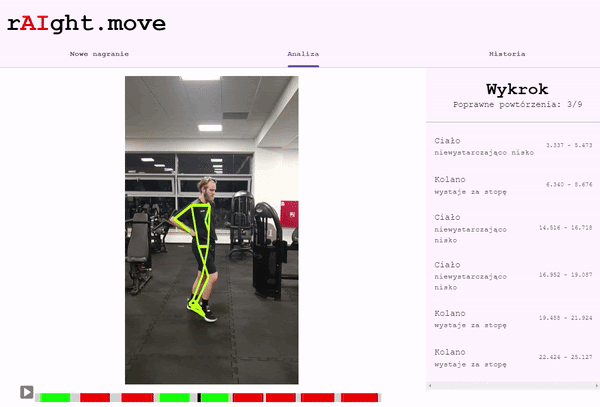 rAIght.move
Nowe nagranie
Analiza
Historia
Wykrok
Poprawne powtórzenia: 3/9
Ciało
niewystarczająco nisko
3.337 - 5.473
Kolano
wystaje za stopę
6.340 - 8.676
Ciało
niewystarczająco
nisko
14.516 - 16.718
Ciało
niewystarczająco
nisko
16.952 - 19.087
Kolano
wystaje za stopę
19.488 - 21.924
Kolano
wystaje za stopę
22.424 - 25.127